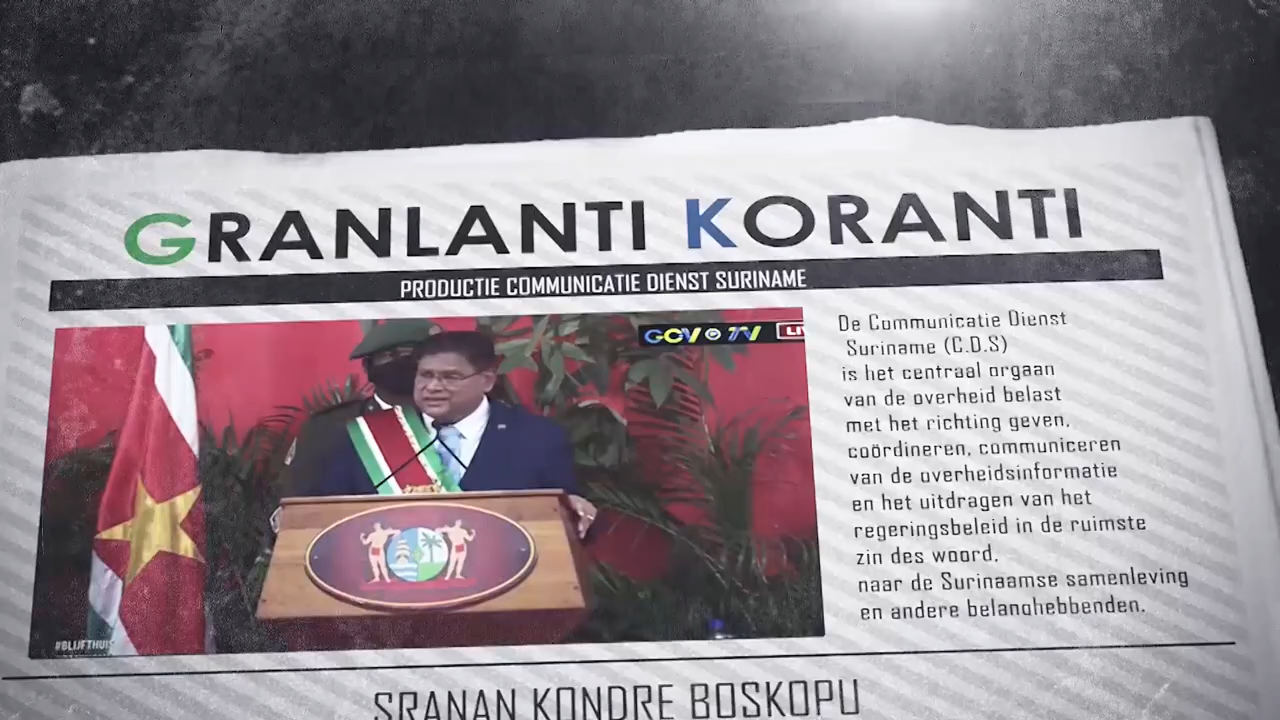 GRANLANTI KORANTI
PRODUCTIE COMMUNICATIE DIENST SURINAME
GOV TV
De Communicatie Dienst
Suriname (C.D.S)
is het centraal orgaan
van de overheid belast
met het richting geven,
coördineren, communiceren
van de overheidsinformatie
en het uitdragen van het
regeringsbeleid in de ruimste
zin des woord,
naar de Surinaamse samenleving
en andere belanghebbenden.
#BLIJFTHUIS
SRANAN KONDRE BOSKOPU